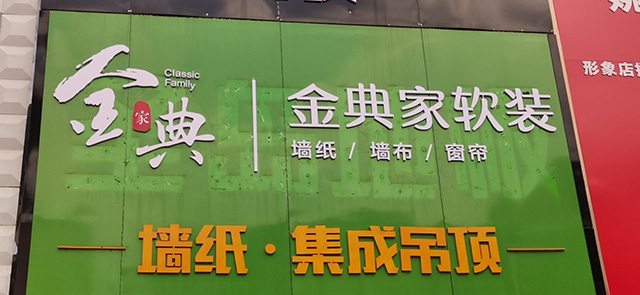 金典
家
Classic
Family
金典家软装
墙纸 / 墙布 / 窗帘
墙纸·集成吊顶
形象店